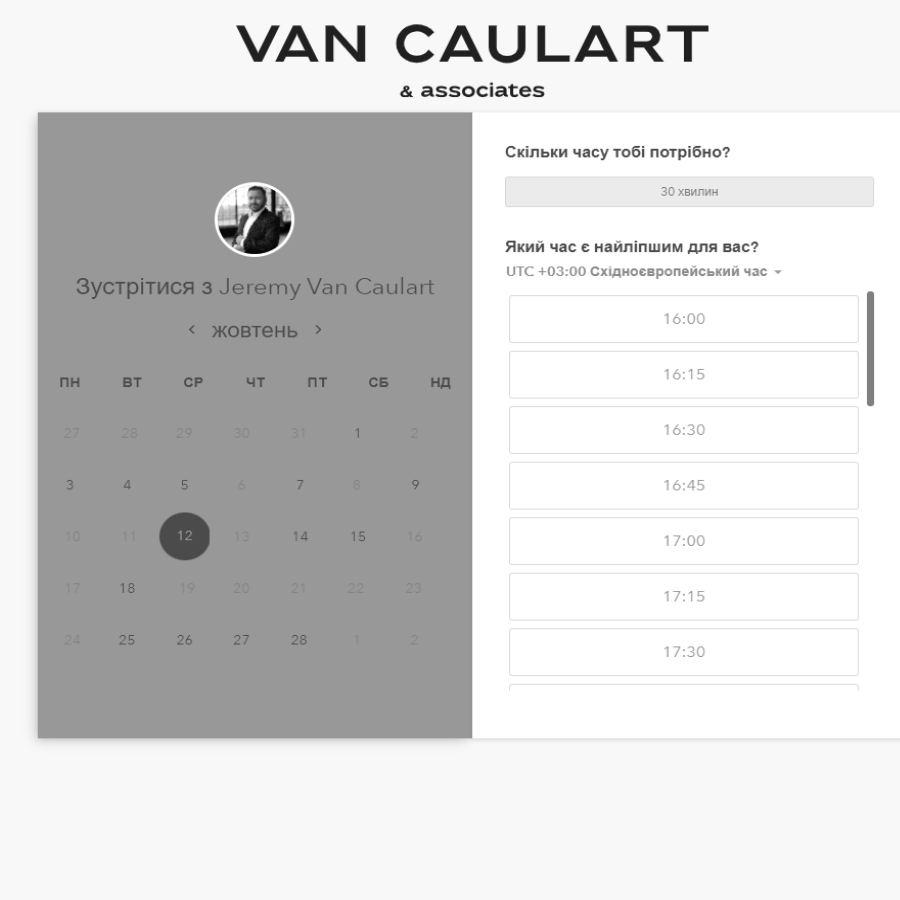 VAN CAULART
& associates
Зустрітися з Jeremy Van Caulart
< жовтень >
ПН ВТ СР ЧТ ПТ СБ НД
27 28 29 30 31 1 2
3 4 5 6 7 8 9
10 11 12 13 14 15 16
17 18 19 20 21 22 23
24 25 26 27 28 1 2
Скільки часу тобі потрібно?
30 хвилин
Який час є найліпшим для вас?
UTC +03:00 Східноєвропейський час
16:00
16:15
16:30
16:45
17:00
17:15
17:30